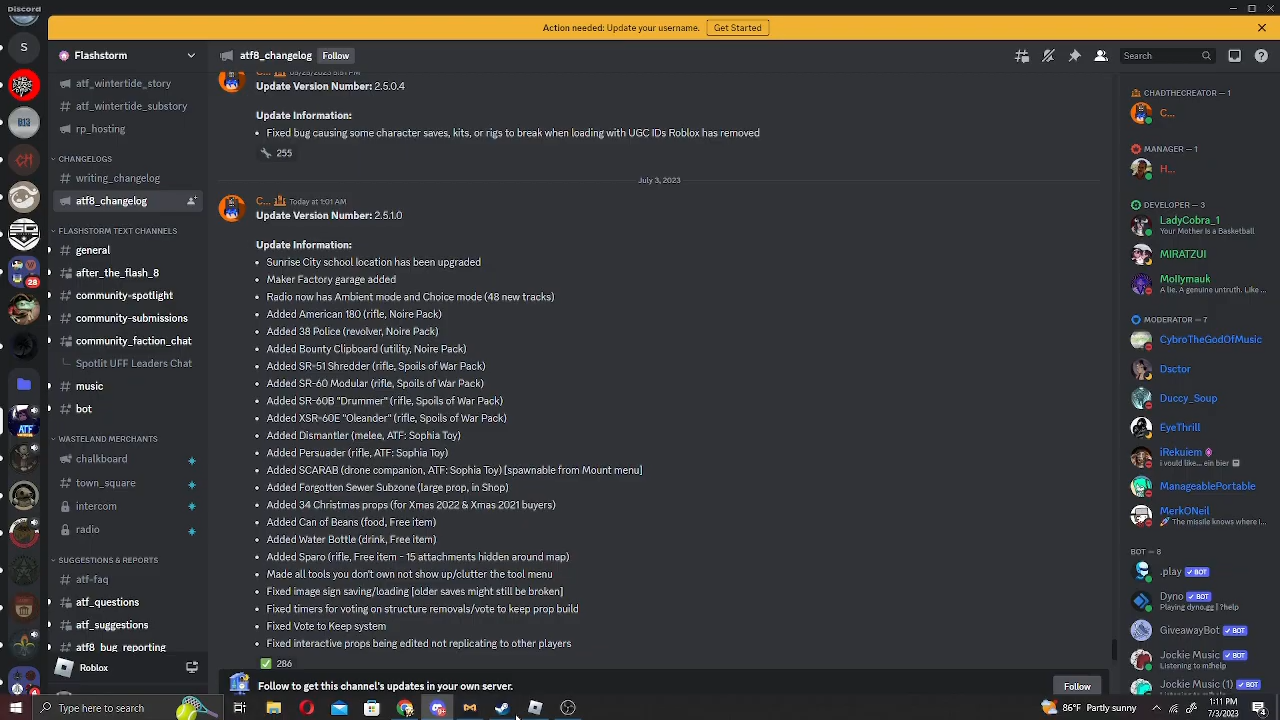 Discord
Action needed: Update your username. Get Started
S
Flashstorm
atf8_changelog Follow
Search
atf_wintertide_story
atf_wintertide_substory
rp_hosting
CHANGELOGS
writing_changelog
atf8_changelog
FLASHSTORM TEXT CHANNELS
general
after_the_flash_8
community-spotlight
community-submissions
community_faction_chat
Spotlit UFF Leaders Chat
music
bot
WASTELAND MERCHANTS
chalkboard
town_square
intercom
radio
SUGGESTIONS & REPORTS
atf-faq
atf_questions
atf_suggestions
atf8_bug_reporting
Roblox
28
ATF
C...
Update Version Number: 2.5.0.4
Update Information:
Fixed bug causing some character saves, kits, or rigs to break when loading with UGC IDs Roblox has removed
255
July 3, 2023
C... Today at 1:01 AM
Update Version Number: 2.5.1.0
Update Information:
Sunrise City school location has been upgraded
Maker Factory garage added
Radio now has Ambient mode and Choice mode (48 new tracks)
Added American 180 (rifle, Noire Pack)
Added 38 Police (revolver, Noire Pack)
Added Bounty Clipboard (utility, Noire Pack)
Added SR-51 Shredder (rifle, Spoils of War Pack)
Added SR-60 Modular (rifle, Spoils of War Pack)
Added SR-60B "Drummer" (rifle, Spoils of War Pack)
Added XSR-60E "Oleander" (rifle, Spoils of War Pack)
Added Dismantler (melee, ATF: Sophia Toy)
Added Persuader (rifle, ATF: Sophia Toy)
Added SCARAB (drone companion, ATF: Sophia Toy) [spawnable from Mount menu]
Added Forgotten Sewer Subzone (large prop, in Shop)
Added 34 Christmas props (for Xmas 2022 & Xmas 2021 buyers)
Added Can of Beans (food, Free item)
Added Water Bottle (drink, Free item)
Added Sparo (rifle, Free item - 15 attachments hidden around map)
Made all tools you don't own not show up/clutter the tool menu
Fixed image sign saving/loading [older saves might still be broken]
Fixed timers for voting on structure removals/vote to keep prop build
Fixed Vote to Keep system
Fixed interactive props being edited not replicating to other players
286
Follow to get this channel's updates in your own server. Follow
CHADTHECREATOR — 1
C...
MANAGER — 1
H...
DEVELOPER — 3
LadyCobra_1
Your Mother Is a Basketball
MIRATZUI
Mollymauk
A lie. A genuine untruth. Like ...
MODERATOR — 7
CybroTheGodOfMusic
Dsctor
Duccy_Soup
EyeThrill
iRekuiem
i vould like... ein bier
ManageablePortable
MerkONeil
The missile knows where i...
BOT — 8
.play BOT
Dyno BOT
Playing dyno.gg | ?help
GiveawayBot BOT
Jockie Music BOT
Listening to m!help
Jockie Music (1) BOT
Listening to m!help
Type here to search
86°F Partly sunny
1:11 PM
7/3/2023